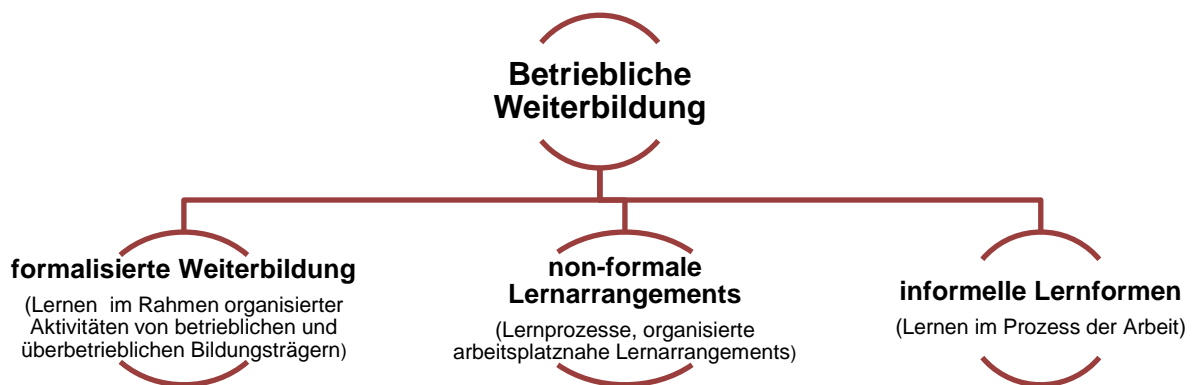 Betriebliche
Weiterbildung
formalisierte Weiterbildung
(Lernen im Rahmen organisierter
Aktivitäten von betrieblichen und
überbetrieblichen Bildungsträgern)
non-formale
Lernarrangements
(Lernprozesse, organisierte
arbeitsplatznahe Lernarrangements)
informelle Lernformen
(Lernen im Prozess der Arbeit)